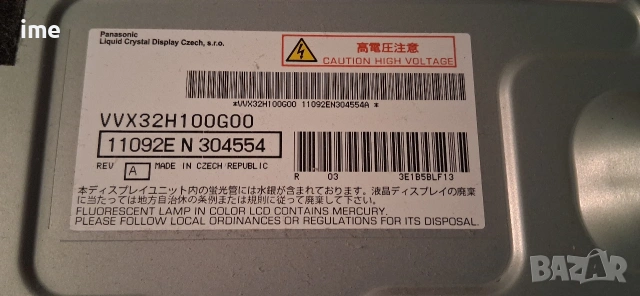 ime
Panasonic
Liquid Crystal Display Czech, s.r.o.
高電圧注意
CAUTION HIGH VOLTAGE
*VVX32H100G00 11092EN304554A *
VVX32H100G00
11092E N 304554
REV A MADE IN CZECH REPUBLIC
R 03 3E1B5BLF13
本ディスプレイユニット内の蛍光管には水銀が含まれております。液晶ディスプレイの廃棄
に当たっては地方自治体の条例または規則に従って廃棄してください。
FLUORESCENT LAMP IN COLOR LCD CONTAINS MERCURY.
PLEASE FOLLOW LOCAL ORDINANCES OR REGULATIONS FOR ITS DISPOSAL.
BAZAR